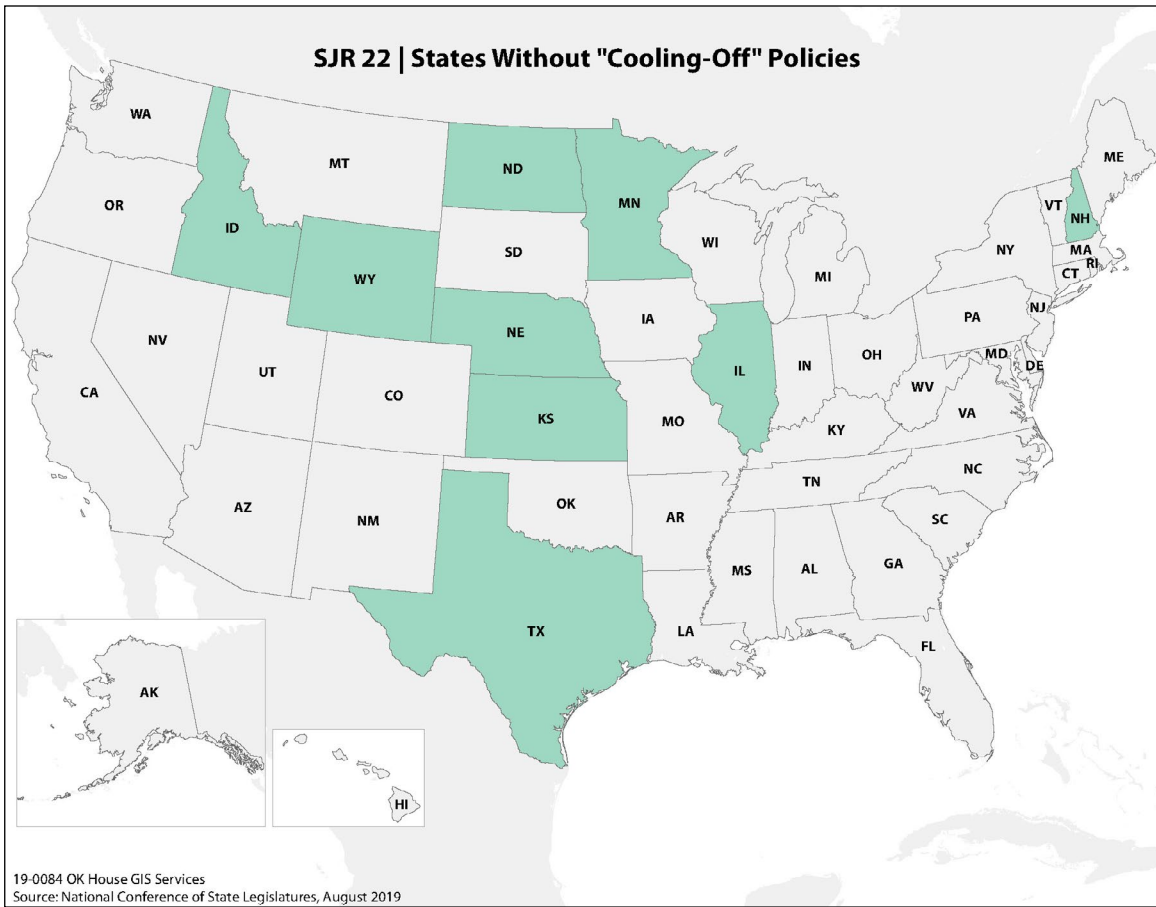 SJR 22 | States Without "Cooling-Off" Policies
WA
MT
ND
MN
ME
OR
ID
WY
SD
WI
MI
VT
NH
NY
MA
RI
CT
NV
UT
CO
NE
IA
IL
IN
OH
PA
NJ
MD
DE
CA
KS
MO
KY
WV
VA
AZ
NM
OK
AR
TN
NC
SC
TX
LA
MS
AL
GA
FL
AK
HI
19-0084 OK House GIS Services
Source: National Conference of State Legislatures, August 2019